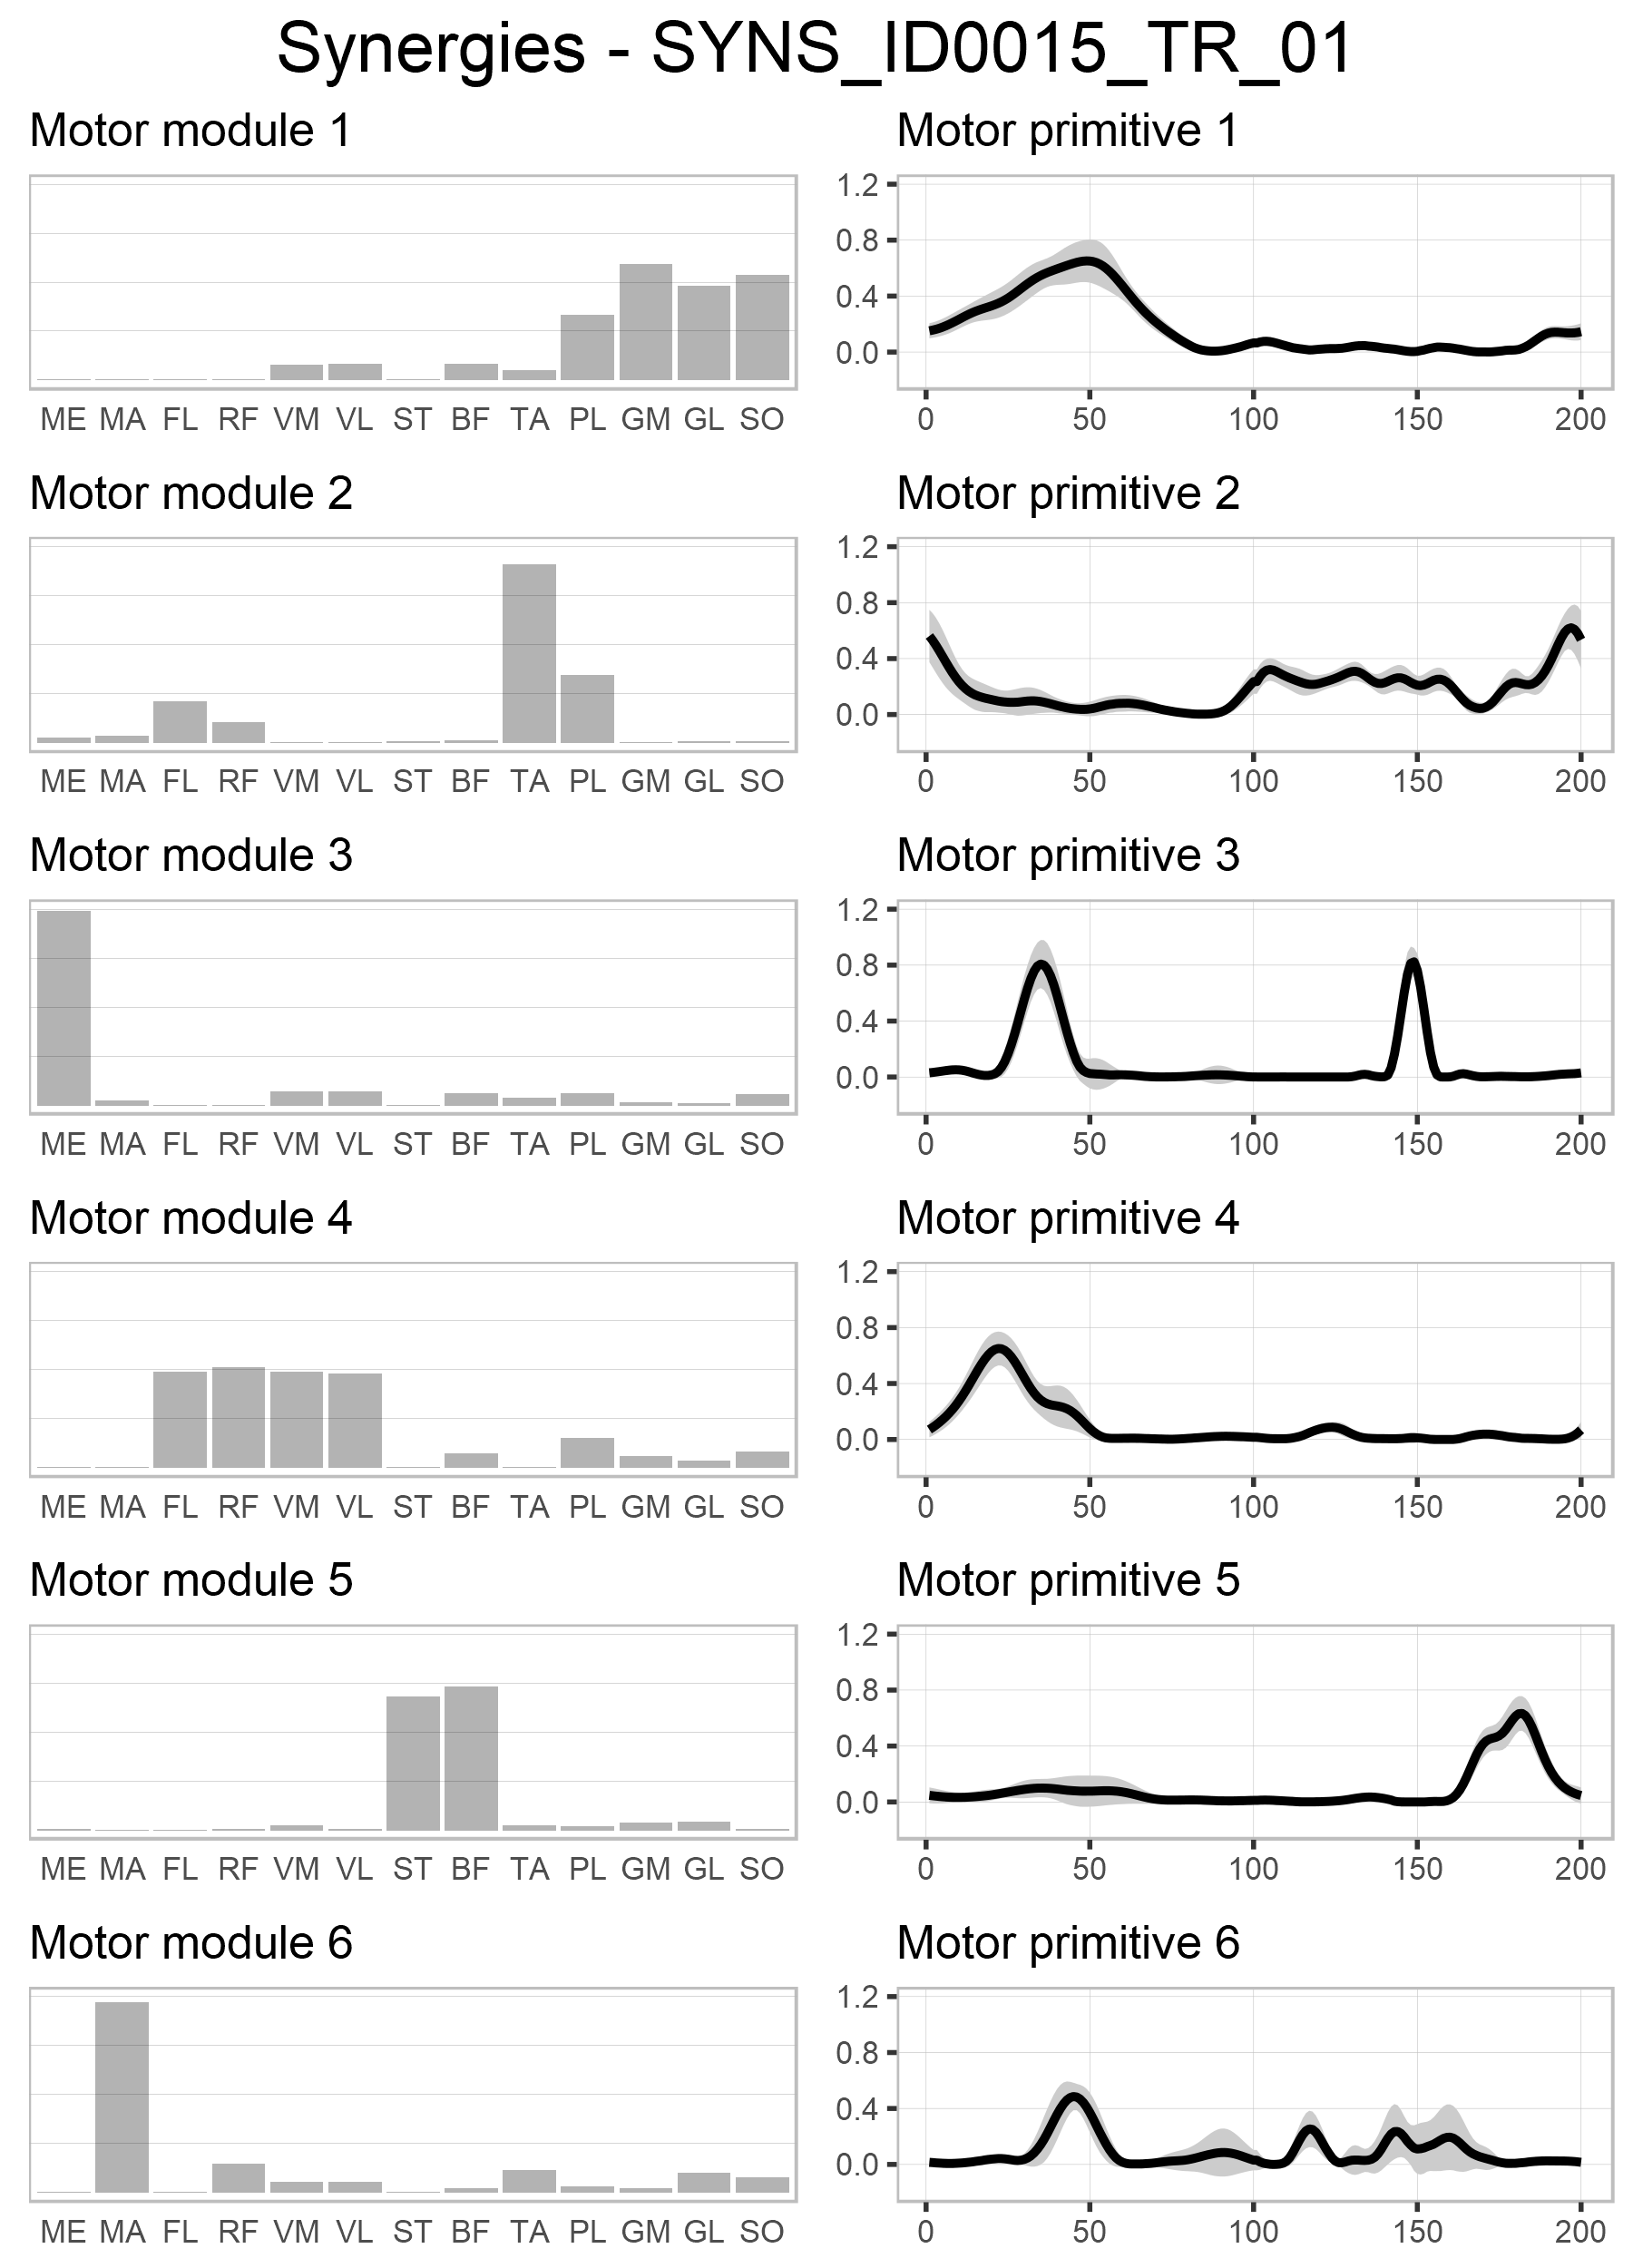 Synergies - SYNS_ID0015_TR_01
Motor module 1
Motor primitive 1
1.2
0.8
0.4
0.0
ME MA FL RF VM VL ST BF TA PL GM GL SO
0 50 100 150 200
Motor module 2
Motor primitive 2
1.2
0.8
0.4
0.0
ME MA FL RF VM VL ST BF TA PL GM GL SO
0 50 100 150 200
Motor module 3
Motor primitive 3
1.2
0.8
0.4
0.0
ME MA FL RF VM VL ST BF TA PL GM GL SO
0 50 100 150 200
Motor module 4
Motor primitive 4
1.2
0.8
0.4
0.0
ME MA FL RF VM VL ST BF TA PL GM GL SO
0 50 100 150 200
Motor module 5
Motor primitive 5
1.2
0.8
0.4
0.0
ME MA FL RF VM VL ST BF TA PL GM GL SO
0 50 100 150 200
Motor module 6
Motor primitive 6
1.2
0.8
0.4
0.0
ME MA FL RF VM VL ST BF TA PL GM GL SO
0 50 100 150 200